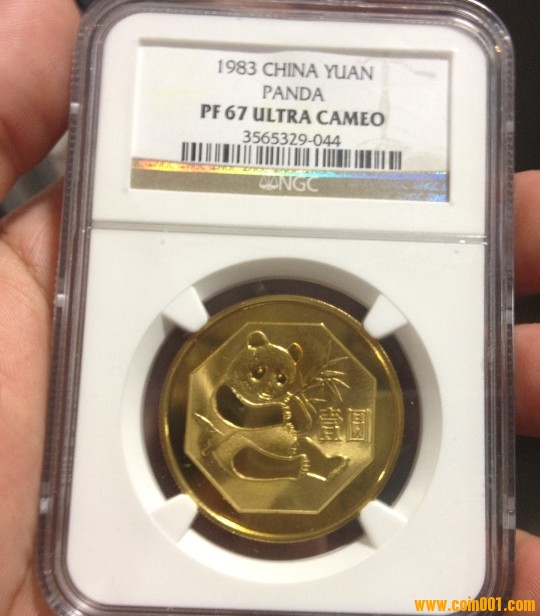 1983 CHINA YUAN
PANDA
PF 67 ULTRA CAMEO
3565329-044
NGC
壹圓
www.coin001.com